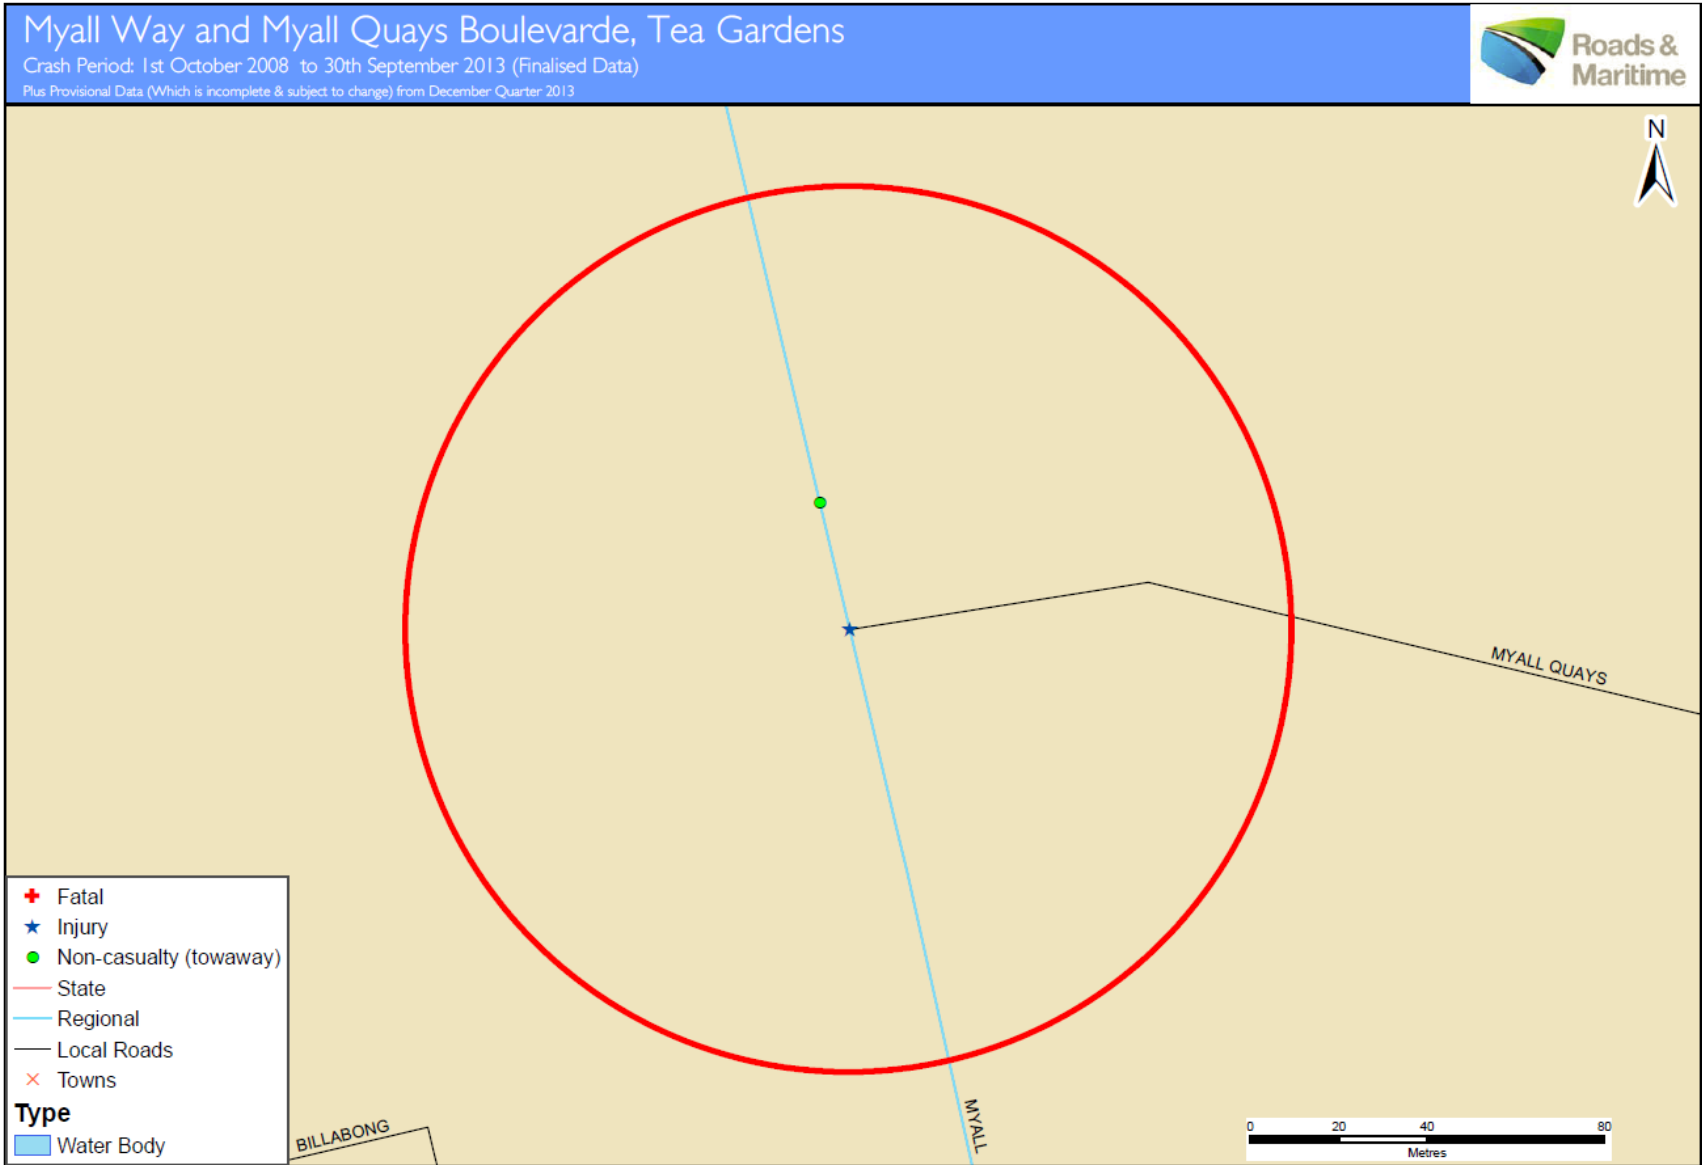 Myall Way and Myall Quays Boulevarde, Tea Gardens
Crash Period: 1st October 2008 to 30th September 2013 (Finalised Data)
Plus Provisional Data (Which is incomplete & subject to change) from December Quarter 2013
Roads &
Maritime
N
MYALL QUAYS
Fatal
Injury
Non-casualty (towaway)
State
Regional
Local Roads
Towns
Type
Water Body
BILLABONG
MYALL
0 20 40 80
Metres